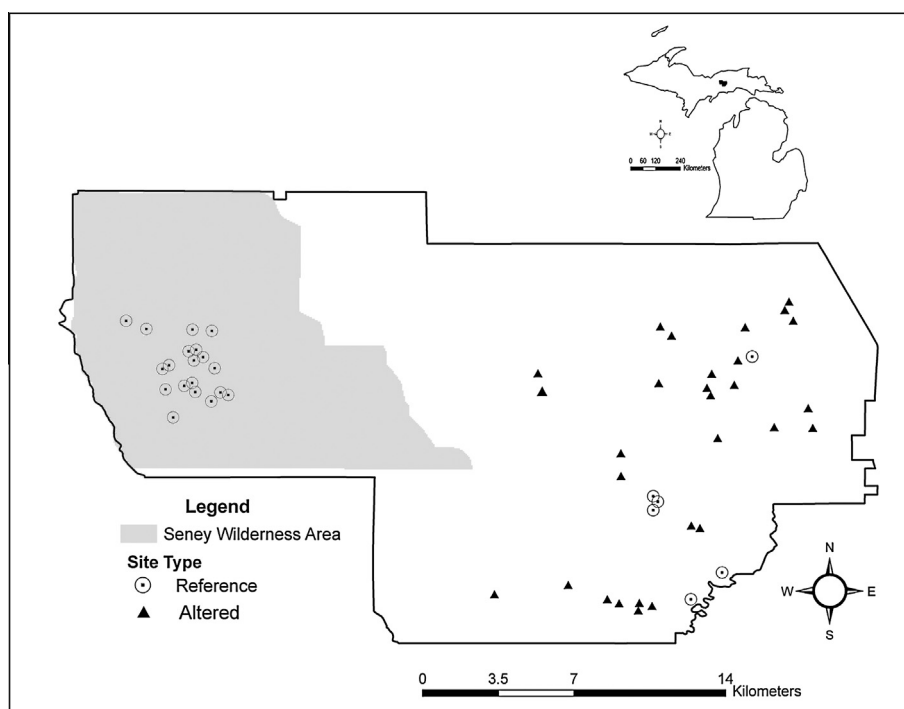 0 60 120 240
Kilometers
Legend
Seney Wilderness Area
Site Type
Reference
Altered
N
W E
S
0 3.5 7 14
Kilometers